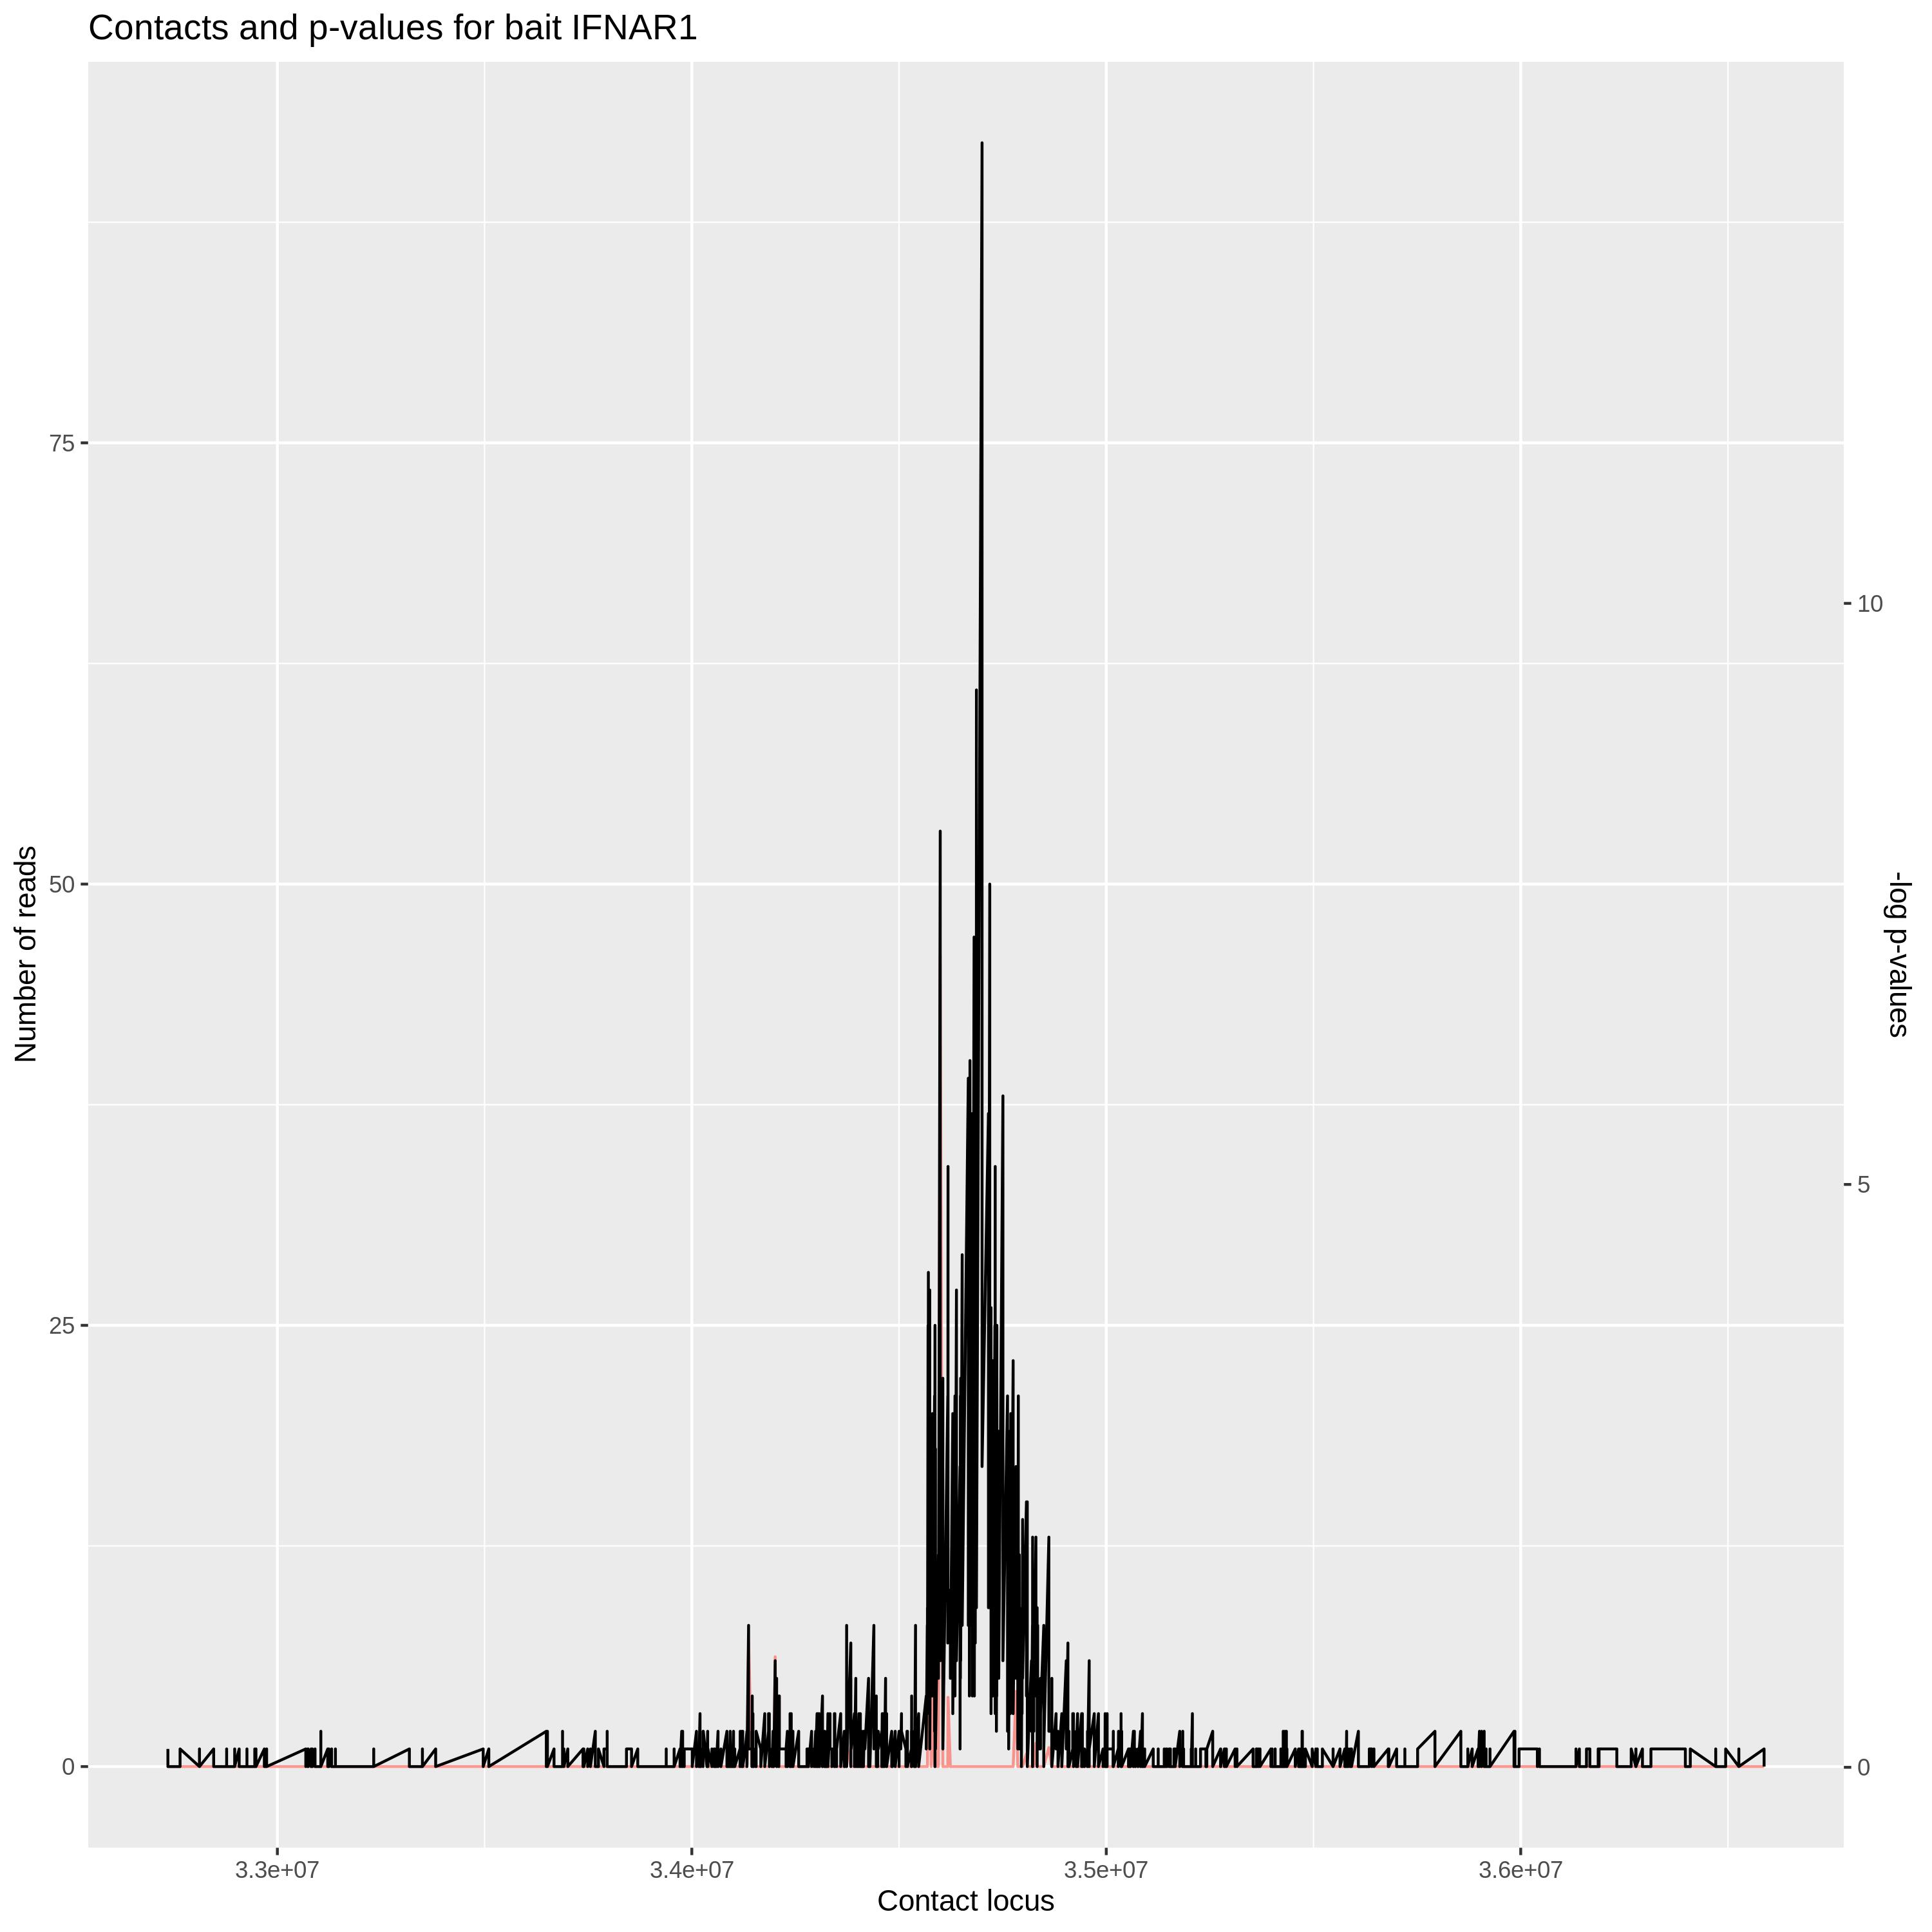 Contacts and p-values for bait IFNAR1
75
50
25
0
10
5
0
Number of reads
-log p-values
3.3e+07
3.4e+07
3.5e+07
3.6e+07
Contact locus